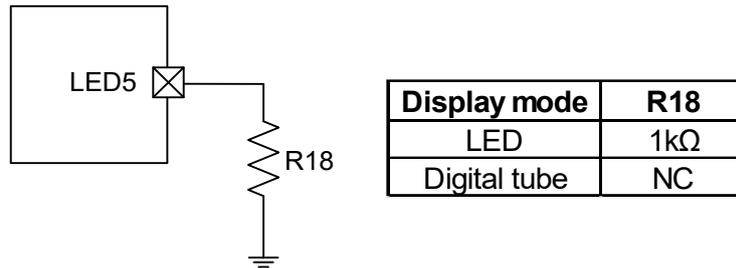 LED5
R18
Display mode R18
LED 1kΩ
Digital tube NC